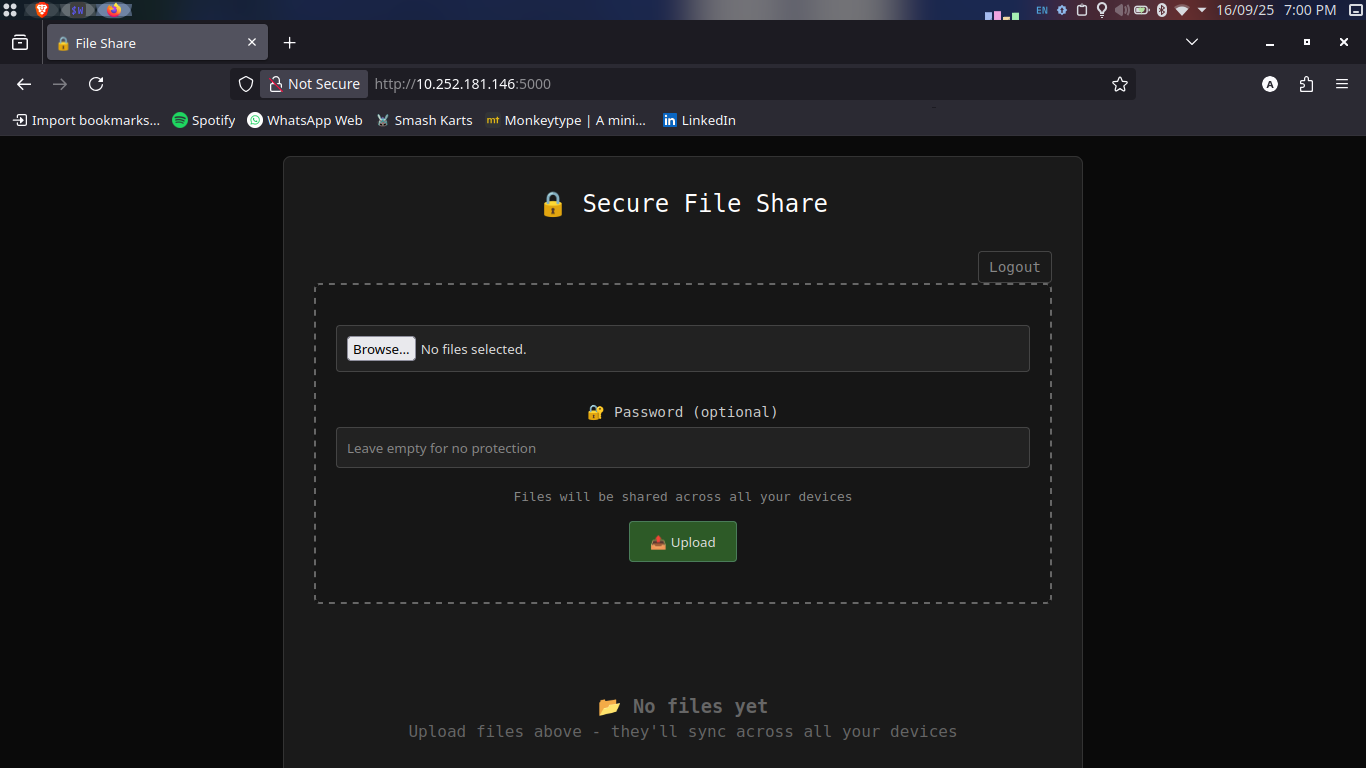 EN
16/09/25 7:00 PM
File Share
Not Secure http://10.252.181.146:5000
A
Import bookmarks... Spotify WhatsApp Web Smash Karts mt Monkeytype | A mini... in LinkedIn
Secure File Share
Logout
Browse... No files selected.
Password (optional)
Leave empty for no protection
Files will be shared across all your devices
Upload
No files yet
Upload files above - they'll sync across all your devices